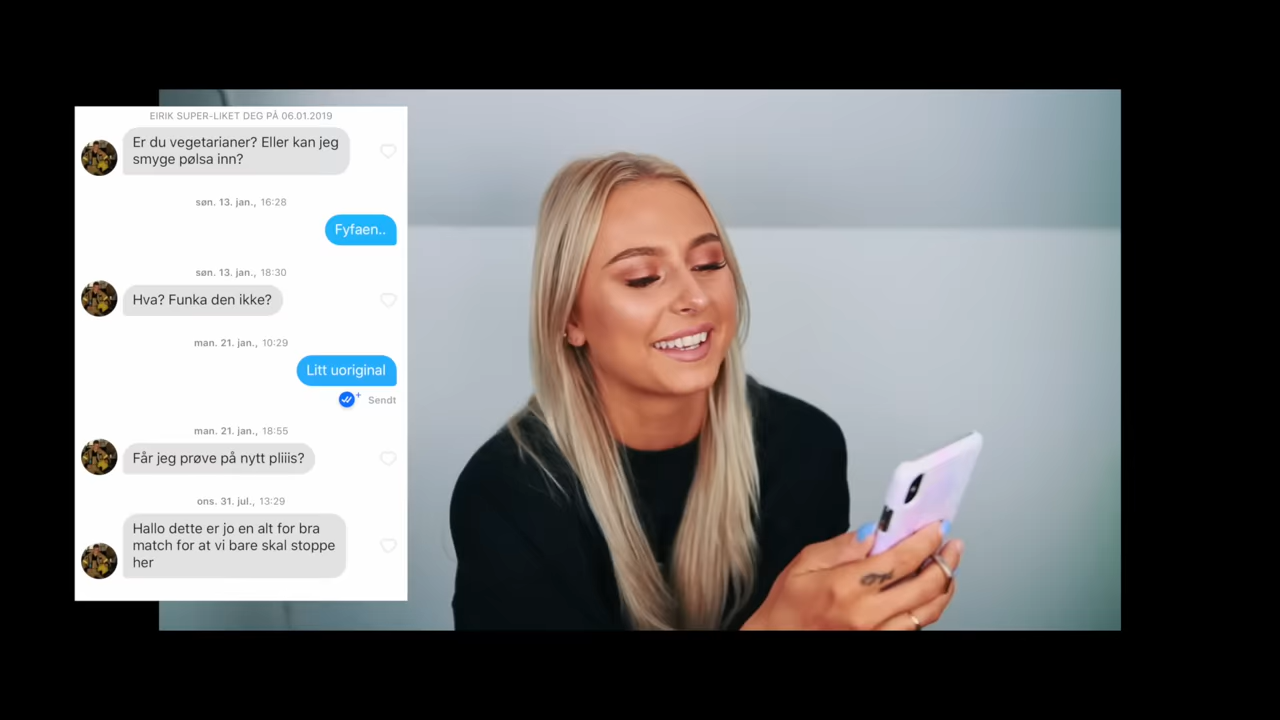 EIRIK SUPER-LIKET DEG PÅ 06.01.2019
Er du vegetarianer? Eller kan jeg
smyge pølsa inn?
søn. 13. jan., 16:28
Fyfaen..
søn. 13. jan., 18:30
Hva? Funka den ikke?
man. 21. jan., 10:29
Litt uoriginal
Sendt
man. 21. jan., 18:55
Får jeg prøve på nytt pliiis?
ons. 31. jul., 13:29
Hallo dette er jo en alt for bra
match for at vi bare skal stoppe
her